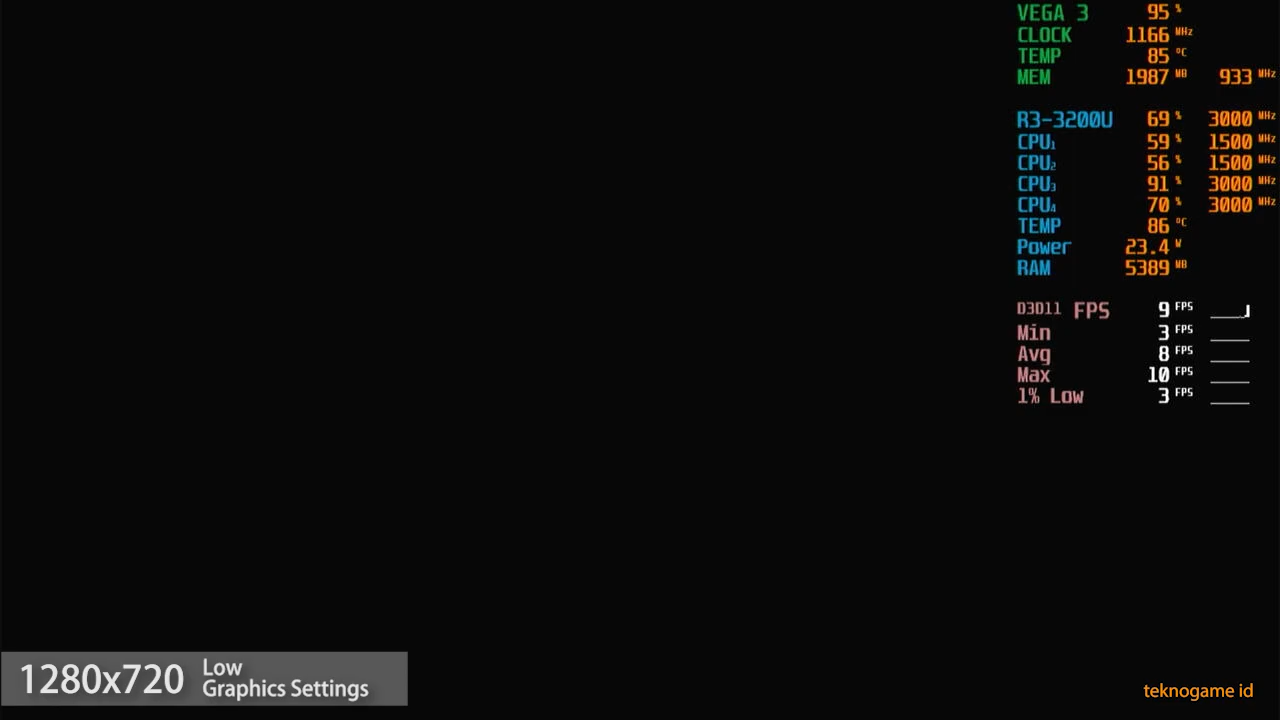 VEGA 3 95 %
CLOCK 1166 MHz
TEMP 85 °C
MEM 1987 MB 933 MHz
R3-3200U 69 % 3000 MHz
CPU1 59 % 1500 MHz
CPU2 56 % 1500 MHz
CPU3 91 % 3000 MHz
CPU4 70 % 3000 MHz
TEMP 86 °C
Power 23.4 W
RAM 5389 MB
D3D11 FPS 9 FPS
Min 3 FPS
Avg 8 FPS
Max 10 FPS
1% Low 3 FPS
1280x720 Low
Graphics Settings
teknogame id